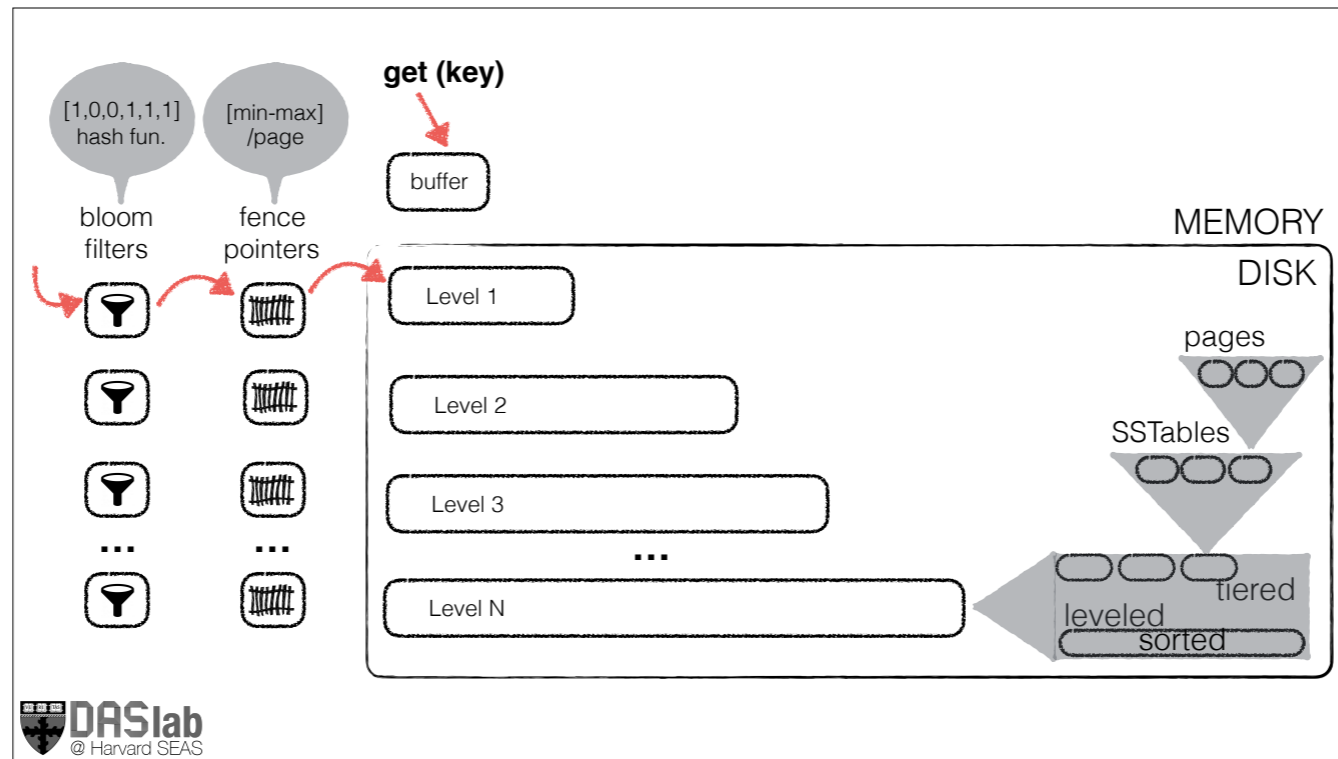 get (key)
[1,0,0,1,1,1]
hash fun.
[min-max]
/page
buffer
bloom
filters
fence
pointers
MEMORY
DISK
Level 1
pages
Level 2
SSTables
Level 3
...
...
...
Level N
tiered
leveled
sorted
DASlab
@ Harvard SEAS